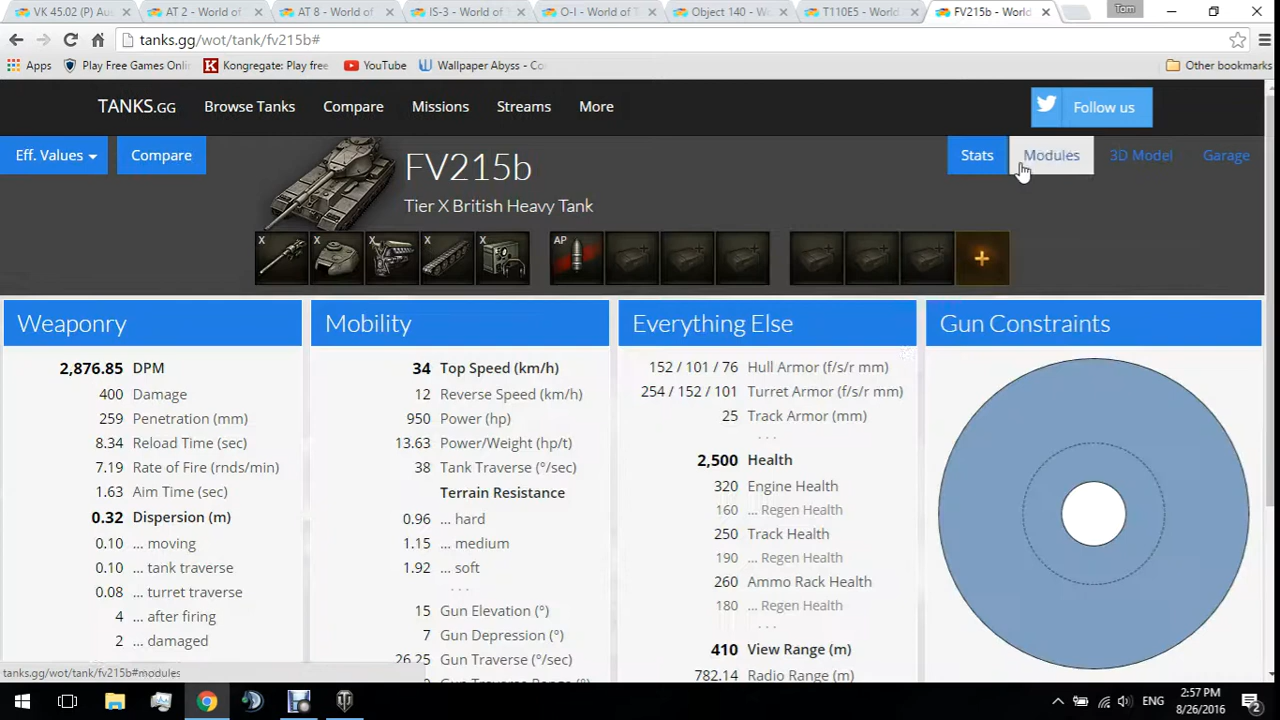 VK 45.02 (P) Aus
AT 2 - World of
AT 8 - World of
IS-3 - World of T
O-I - World of T
Object 140 - Wo
T110E5 - World
FV215b - World
Tom
tanks.gg/wot/tank/fv215b#
Apps
Play Free Games Onli
Kongregate: Play free
YouTube
Wallpaper Abyss - Co
Other bookmarks
TANKS.GG
Browse Tanks
Compare
Missions
Streams
More
Follow us
Eff. Values
Compare
FV215b
Stats
Modules
3D Model
Garage
Tier X British Heavy Tank
X
X
X
X
X
AP
+
Weaponry
2,876.85 DPM
400 Damage
259 Penetration (mm)
8.34 Reload Time (sec)
7.19 Rate of Fire (rnds/min)
1.63 Aim Time (sec)
0.32 Dispersion (m)
0.10 ... moving
0.10 ... tank traverse
0.08 ... turret traverse
4 ... after firing
2 ... damaged
Mobility
34 Top Speed (km/h)
12 Reverse Speed (km/h)
950 Power (hp)
13.63 Power/Weight (hp/t)
38 Tank Traverse (°/sec)
Terrain Resistance
0.96 ... hard
1.15 ... medium
1.92 ... soft
. . .
15 Gun Elevation (°)
7 Gun Depression (°)
26.25 Gun Traverse (°/sec)
Everything Else
152 / 101 / 76 Hull Armor (f/s/r mm)
254 / 152 / 101 Turret Armor (f/s/r mm)
25 Track Armor (mm)
. . .
2,500 Health
320 Engine Health
160 ... Regen Health
250 Track Health
190 ... Regen Health
260 Ammo Rack Health
180 ... Regen Health
. . .
410 View Range (m)
782.14 Radio Range (m)
Gun Constraints
tanks.gg/wot/tank/fv215b#modules
ENG
2:57 PM
8/26/2016
2